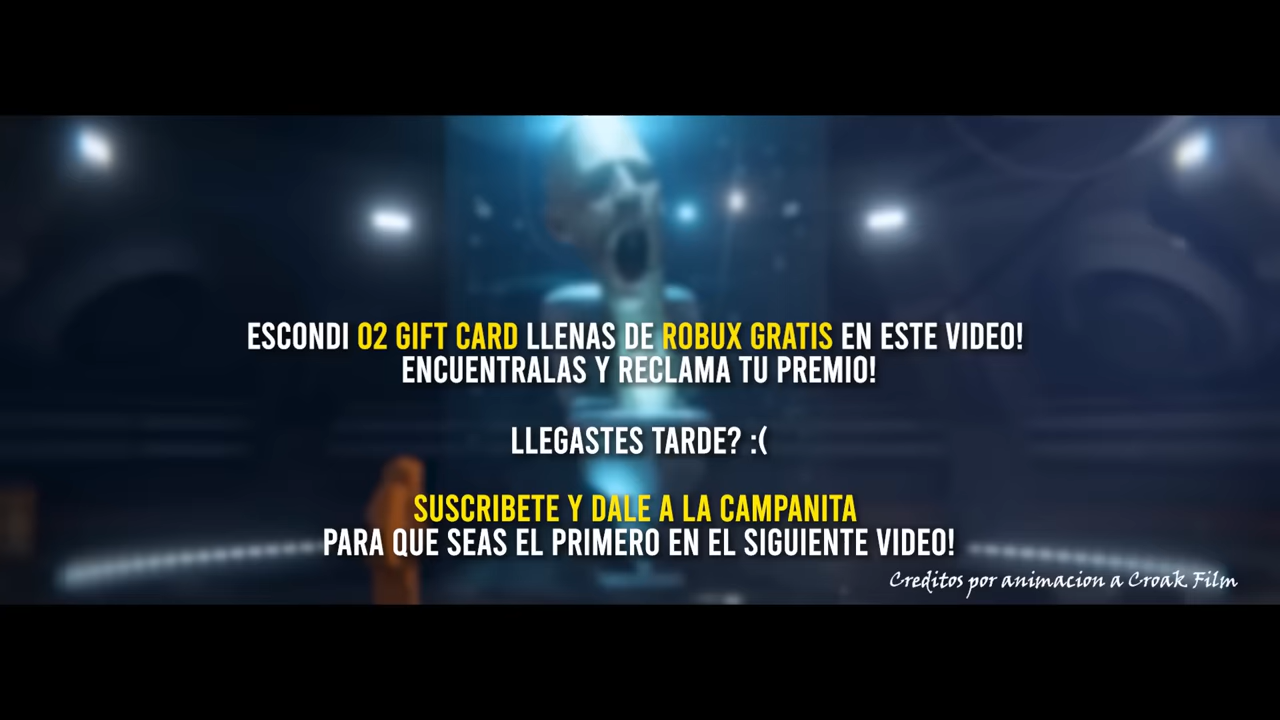 ESCONDI 02 GIFT CARD LLENAS DE ROBUX GRATIS EN ESTE VIDEO!
ENCUENTRALAS Y RECLAMA TU PREMIO!
LLEGASTES TARDE? :(
SUSCRIBETE Y DALE A LA CAMPANITA
PARA QUE SEAS EL PRIMERO EN EL SIGUIENTE VIDEO!
Creditos por animacion a Croak Film